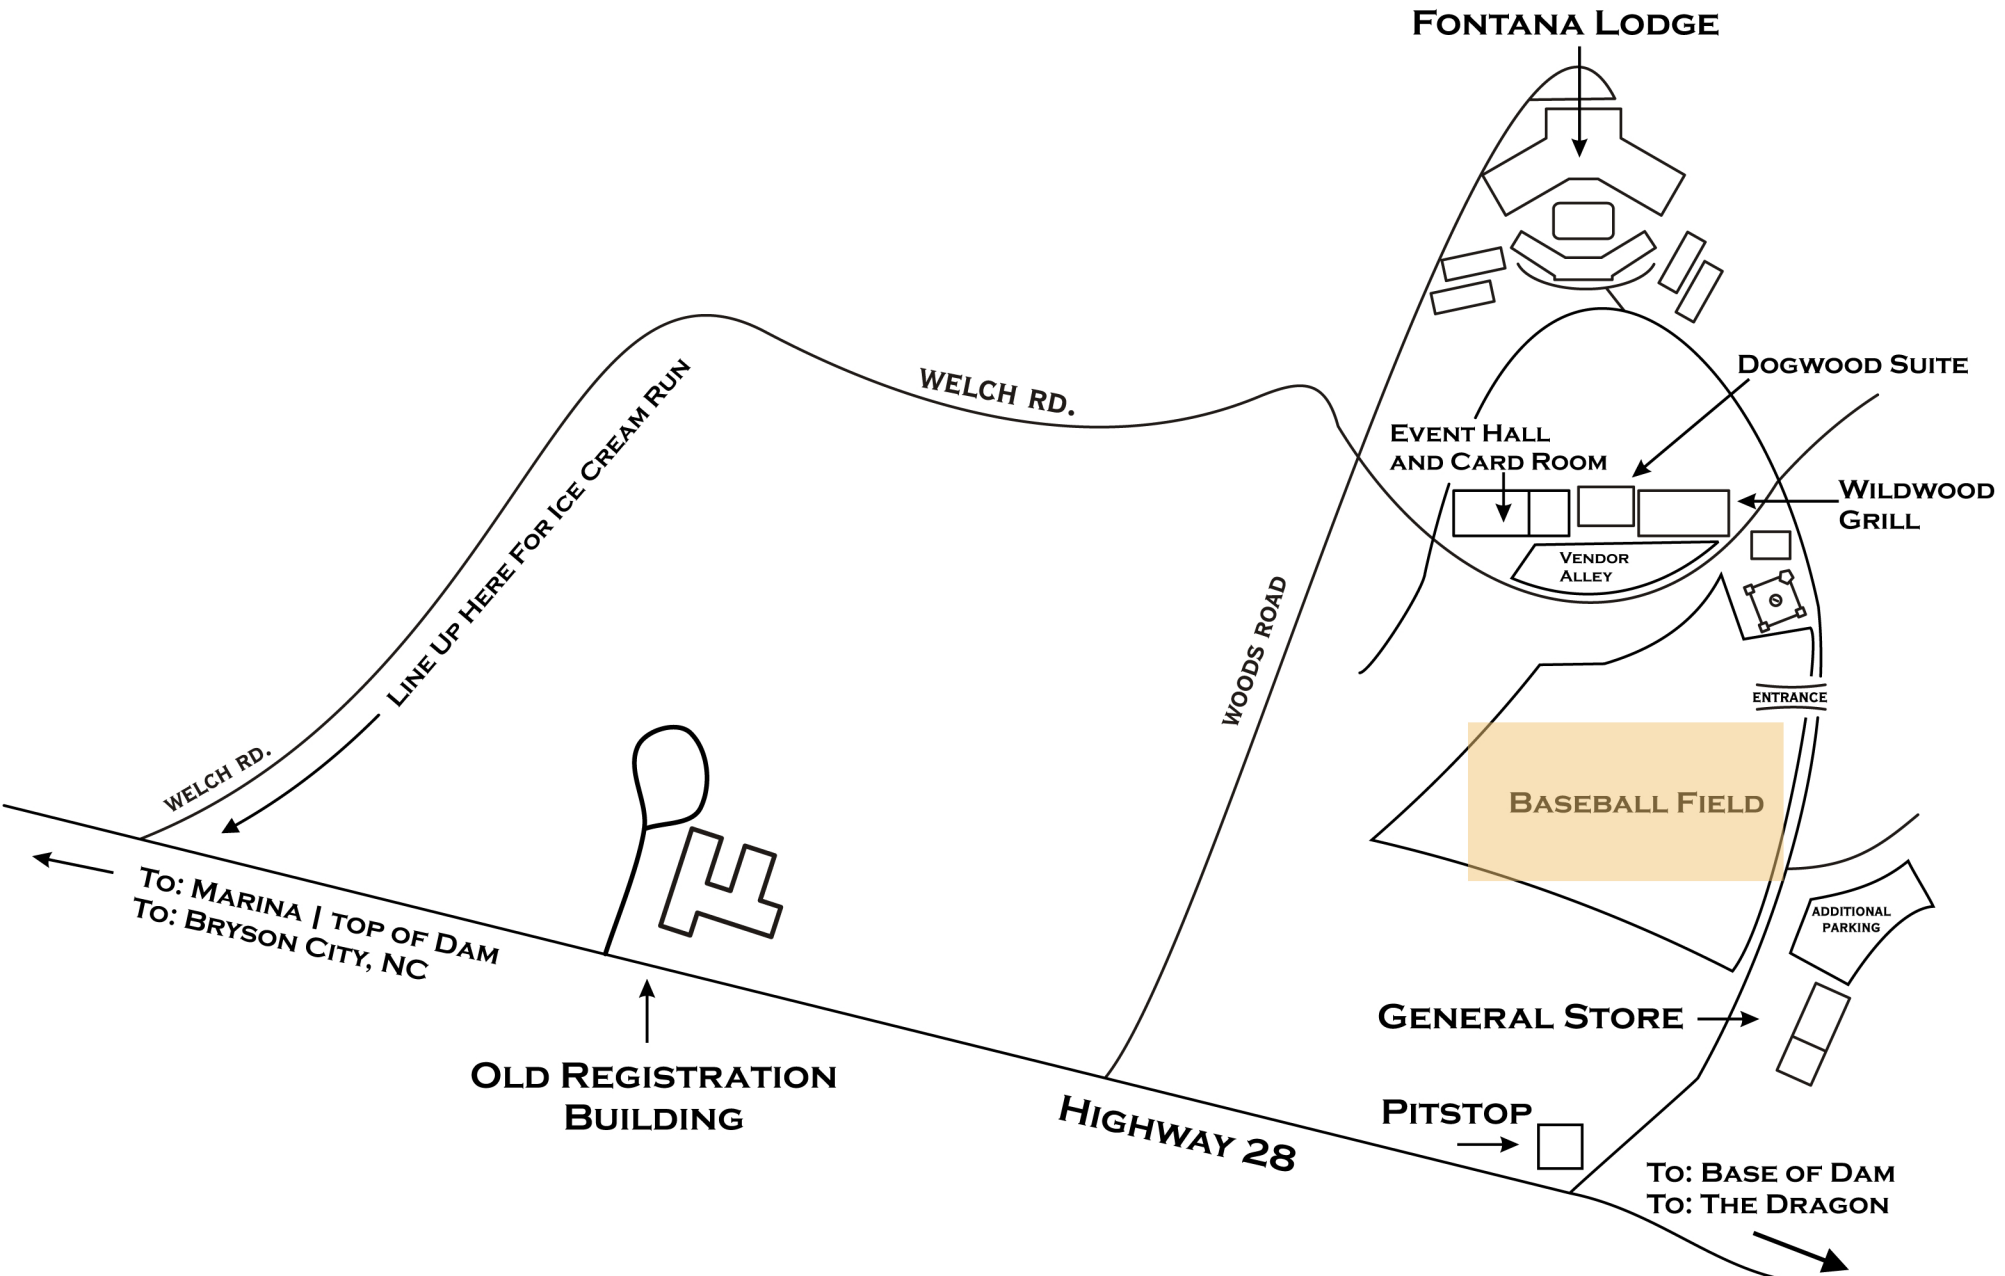 FONTANA LODGE
DOGWOOD SUITE
WELCH RD.
LINE UP HERE FOR ICE CREAM RUN
EVENT HALL
AND CARD ROOM
WILDWOOD
GRILL
VENDOR
ALLEY
WOODS ROAD
ENTRANCE
WELCH RD.
BASEBALL FIELD
TO: MARINA | TOP OF DAM
TO: BRYSON CITY, NC
ADDITIONAL
PARKING
GENERAL STORE
OLD REGISTRATION
BUILDING
HIGHWAY 28
PITSTOP
TO: BASE OF DAM
TO: THE DRAGON